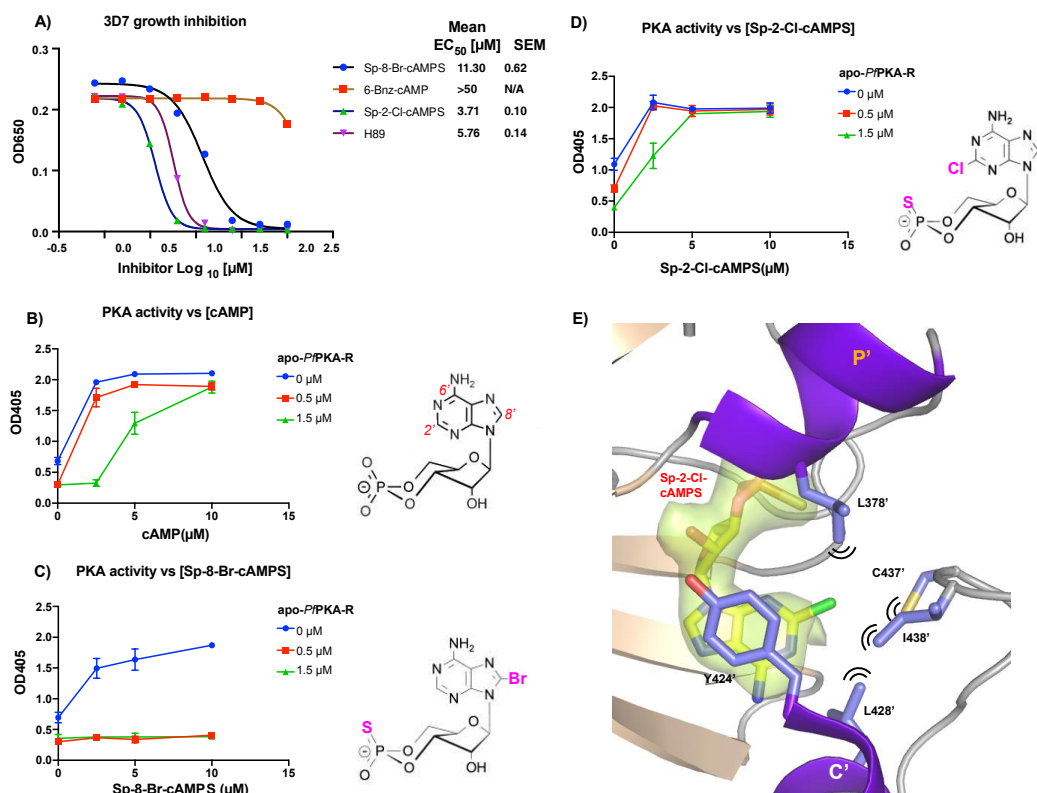 A)
3D7 growth inhibition
Mean
EC50 [µM] SEM
Sp-8-Br-cAMPS 11.30 0.62
6-Bnz-cAMP >50 N/A
Sp-2-Cl-cAMPS 3.71 0.10
H89 5.76 0.14
OD650
0.3
0.2
0.1
0.0
-0.5 0.0 0.5 1.0 1.5 2.0 2.5
Inhibitor Log 10 [µM]
B)
PKA activity vs [cAMP]
OD405
2.5
2.0
1.5
1.0
0.5
0.0
0 5 10 15
cAMP(µM)
apo-PfPKA-R
0 µM
0.5 µM
1.5 µM
NH2
6'
N
N
2'
N
8'
N
O
O
P
O
O
O
OH
C)
PKA activity vs [Sp-8-Br-cAMPS]
OD405
2.5
2.0
1.5
1.0
0.5
0.0
0 5 10 15
Sp-8-Br-cAMPS (µM)
apo-PfPKA-R
0 µM
0.5 µM
1.5 µM
NH2
N
N
Br
N
N
S
O
O
P
O
O
OH
D)
PKA activity vs [Sp-2-Cl-cAMPS]
OD405
2.5
2.0
1.5
1.0
0.5
0.0
0 5 10 15
Sp-2-Cl-cAMPS(µM)
apo-PfPKA-R
0 µM
0.5 µM
1.5 µM
NH2
N
N
Cl
N
N
S
O
O
P
O
O
OH
E)
P'
Sp-2-Cl-
cAMPS
L378'
C437'
I438'
Y424'
L428'
C'